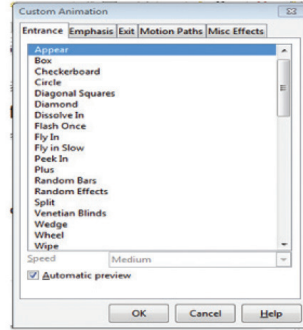 Custom Animation
Entrance Emphasis Exit Motion Paths Misc Effects
Appear
Box
Checkerboard
Circle
Diagonal Squares
Diamond
Dissolve In
Flash Once
Fly In
Fly in Slow
Peek In
Plus
Random Bars
Random Effects
Split
Venetian Blinds
Wedge
Wheel
Wipe
Speed Medium
Automatic preview
OK Cancel Help